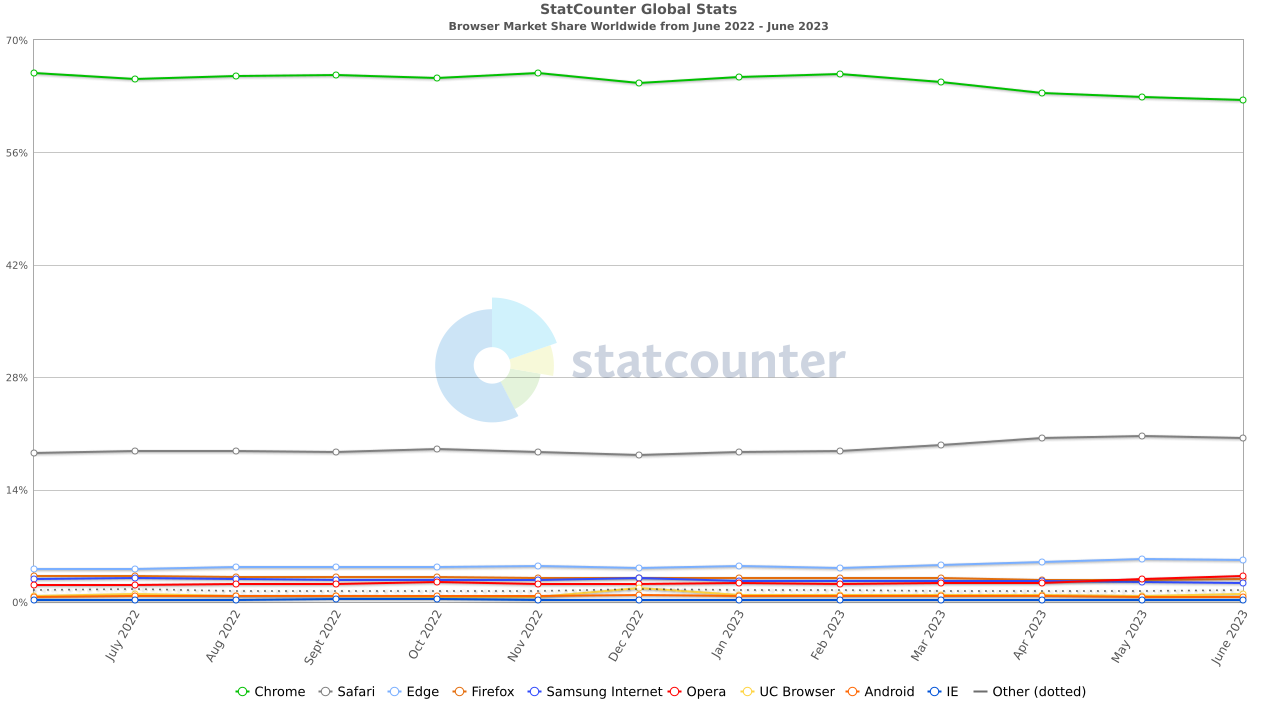 StatCounter Global Stats
Browser Market Share Worldwide from June 2022 - June 2023
70%
56%
42%
28%
14%
0%
statcounter
July 2022
Aug 2022
Sept 2022
Oct 2022
Nov 2022
Dec 2022
Jan 2023
Feb 2023
Mar 2023
Apr 2023
May 2023
June 2023
Chrome Safari Edge Firefox Samsung Internet Opera UC Browser Android IE Other (dotted)